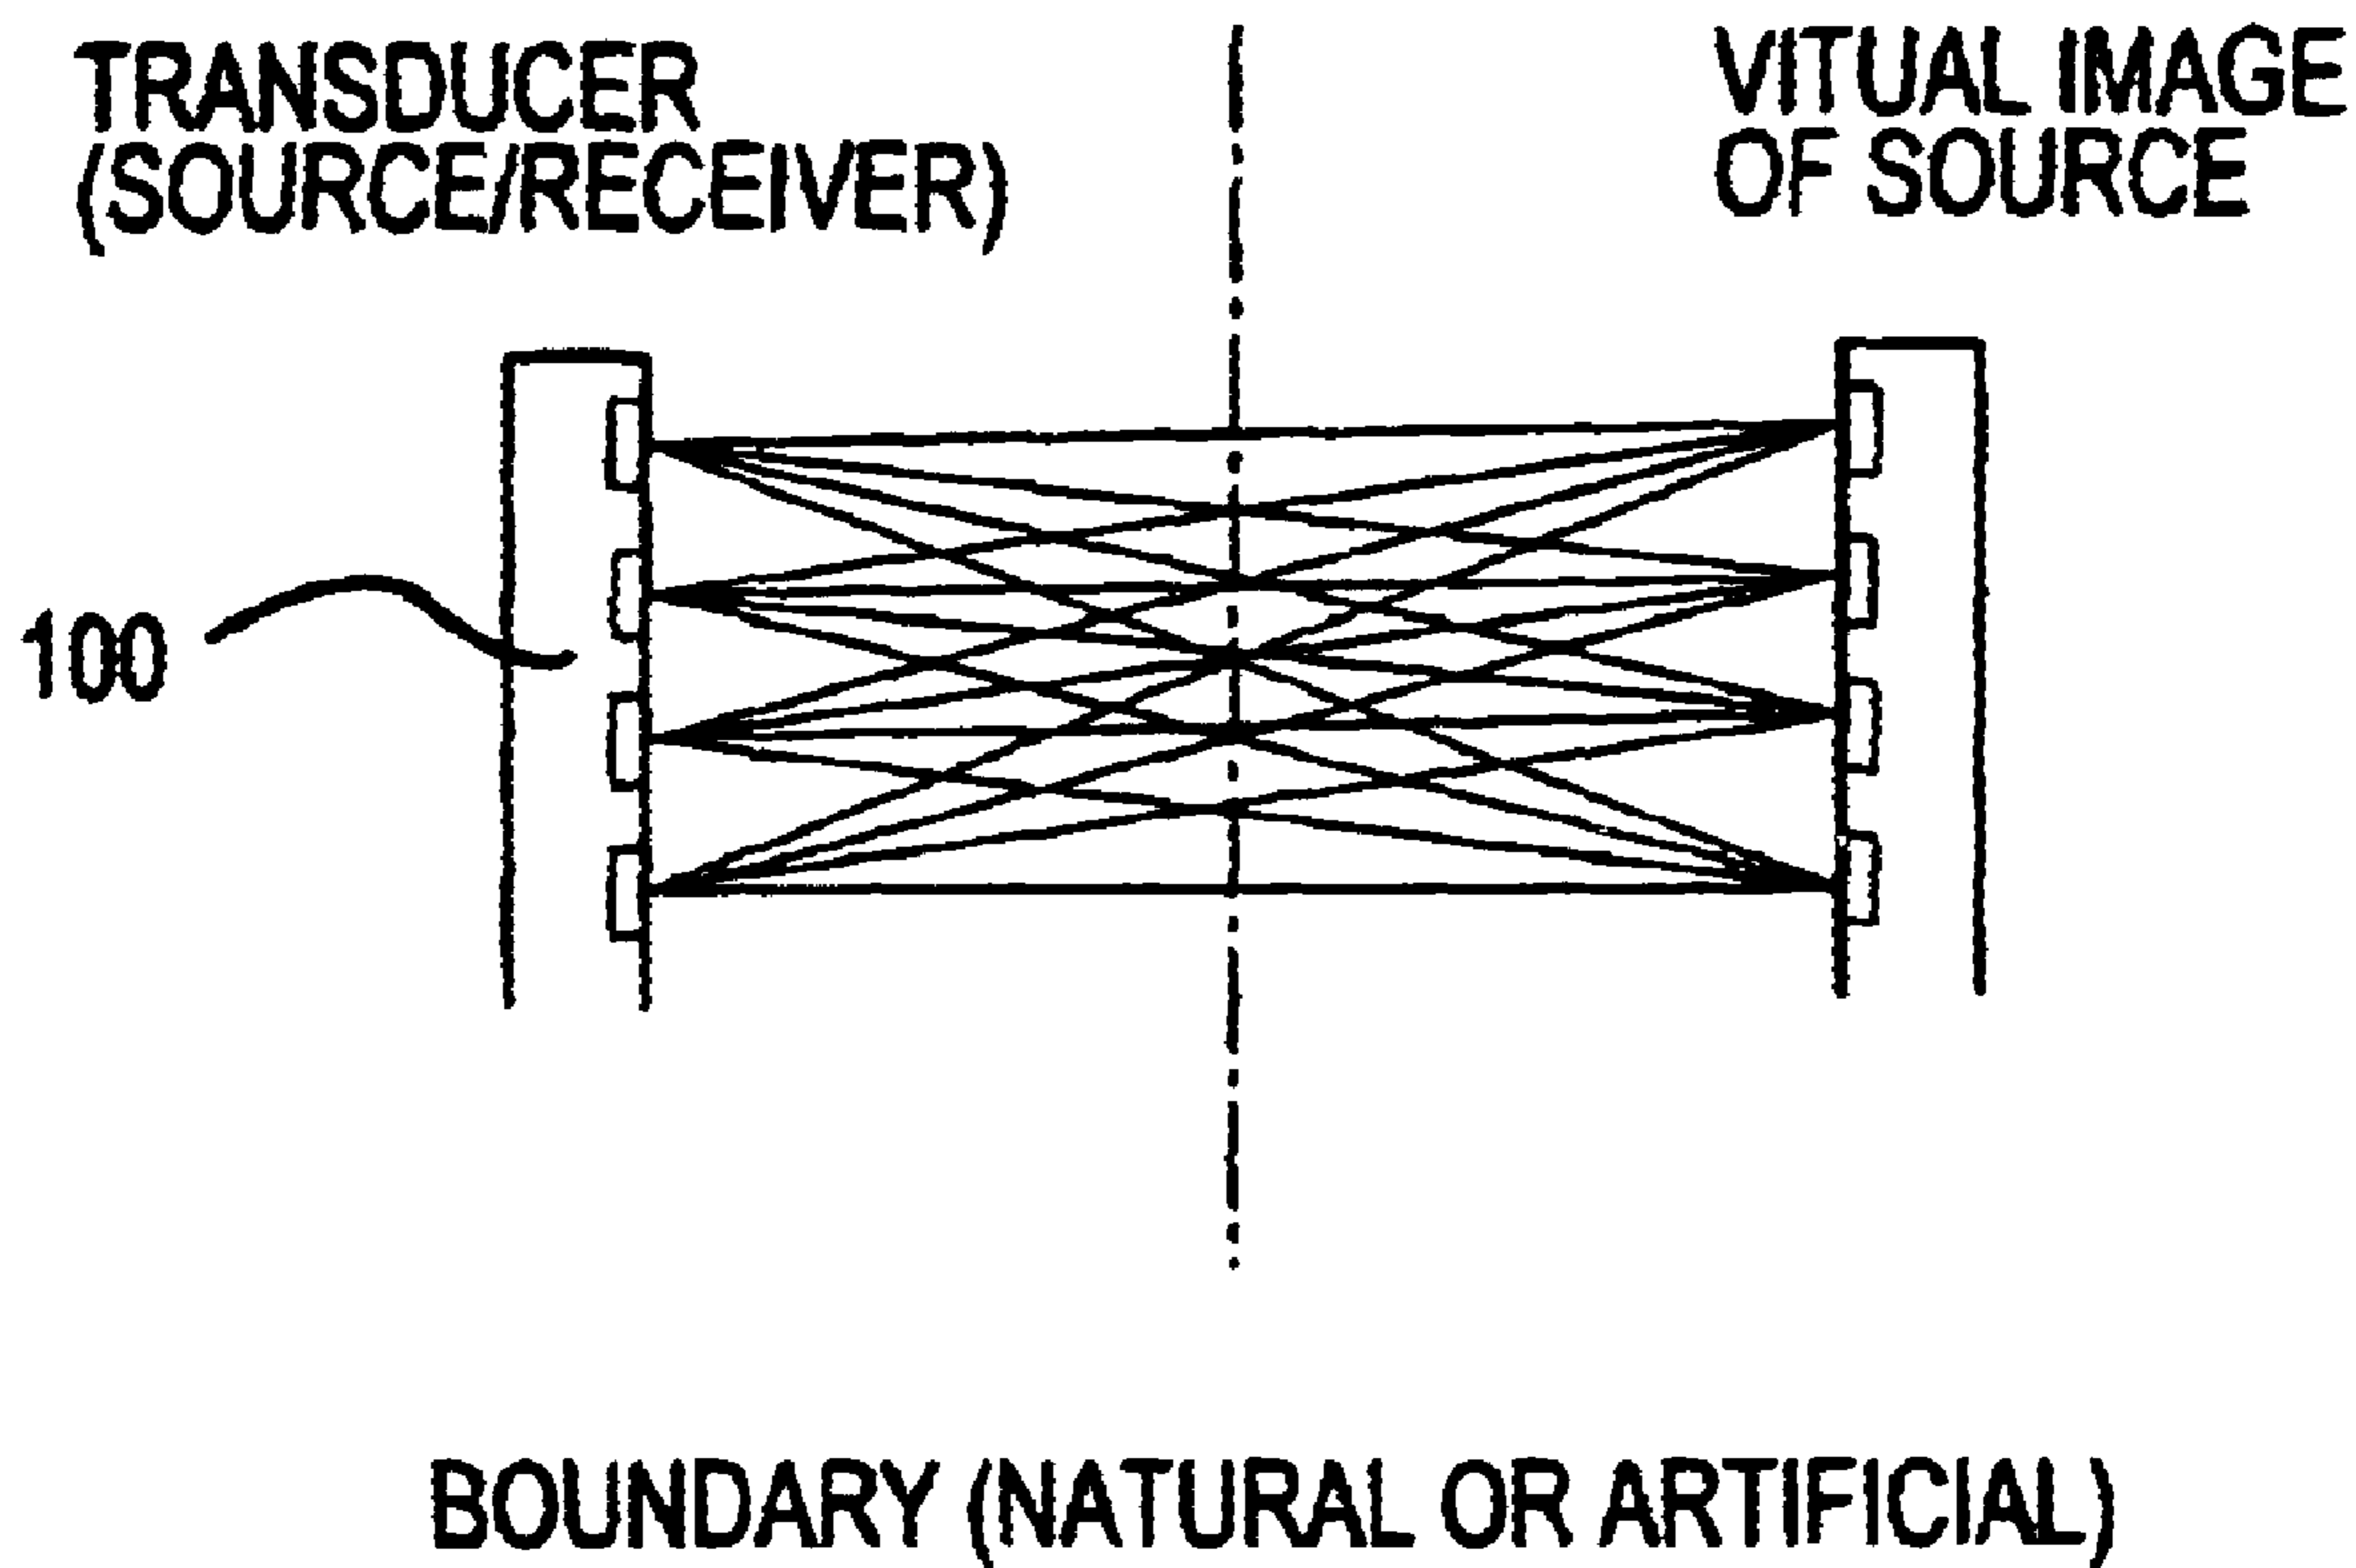 TRANSDUCER
(SOURCE/RECEIVER)
VITUAL IMAGE
OF SOURCE
100
BOUNDARY (NATURAL OR ARTIFICIAL)